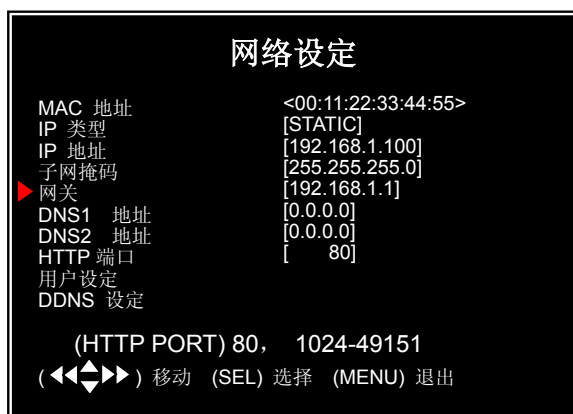 网络设定
MAC 地址 <00:11:22:33:44:55>
IP 类型 [STATIC]
IP 地址 [192.168.1.100]
子网掩码 [255.255.255.0]
网关 [192.168.1.1]
DNS1 地址 [0.0.0.0]
DNS2 地址 [0.0.0.0]
HTTP 端口 [ 80]
用户设定
DDNS 设定
(HTTP PORT) 80， 1024-49151
( ◀◀▲▼▶▶ ) 移动 (SEL) 选择 (MENU) 退出